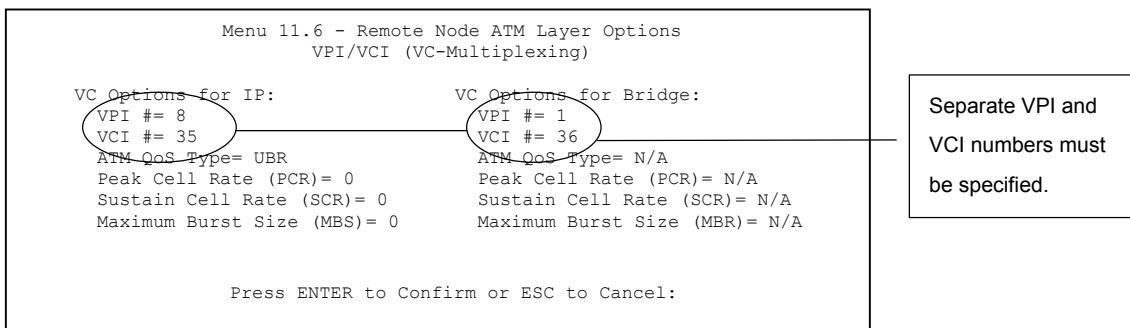 Menu 11.6 - Remote Node ATM Layer Options
VPI/VCI (VC-Multiplexing)
VC Options for IP: VC Options for Bridge:
VPI #= 8 VPI #= 1
VCI #= 35 VCI #= 36
ATM QoS Type= UBR ATM QoS Type= N/A
Peak Cell Rate (PCR)= 0 Peak Cell Rate (PCR)= N/A
Sustain Cell Rate (SCR)= 0 Sustain Cell Rate (SCR)= N/A
Maximum Burst Size (MBS)= 0 Maximum Burst Size (MBR)= N/A
Press ENTER to Confirm or ESC to Cancel:
Separate VPI and
VCI numbers must
be specified.